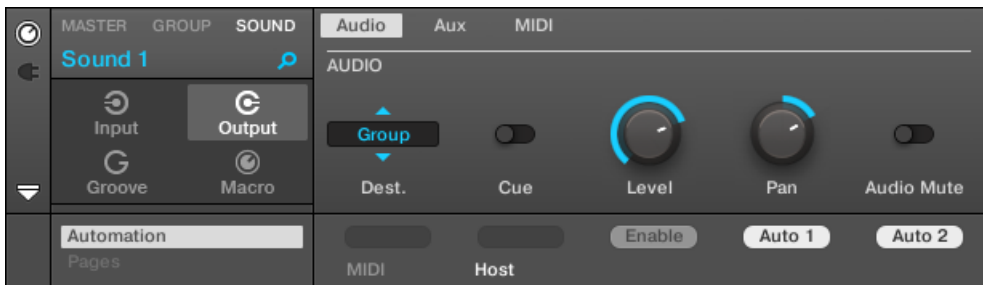 MASTER GROUP SOUND
Sound 1
Input Output
Groove Macro
Automation
Pages
Audio Aux MIDI
AUDIO
Group
Dest. Cue Level Pan Audio Mute
Enable Auto 1 Auto 2
MIDI Host